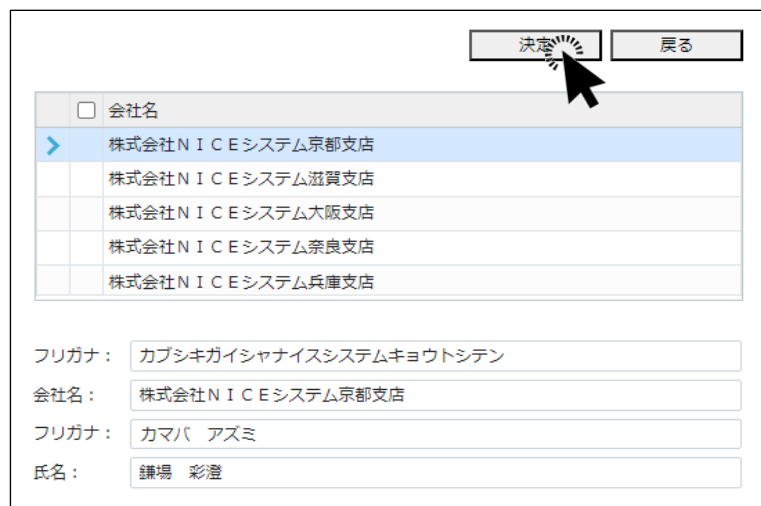 決定 戻る
会社名
株式会社ＮＩＣＥシステム京都支店
株式会社ＮＩＣＥシステム滋賀支店
株式会社ＮＩＣＥシステム大阪支店
株式会社ＮＩＣＥシステム奈良支店
株式会社ＮＩＣＥシステム兵庫支店
フリガナ： カブシキガイシャナイスシステムキョウトシテン
会社名： 株式会社ＮＩＣＥシステム京都支店
フリガナ： カマバ　アズミ
氏名： 鎌場　彩澄